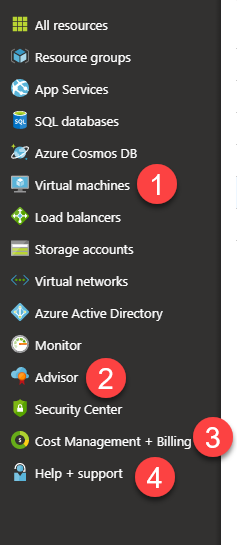 All resources
Resource groups
App Services
SQL SQL databases
Azure Cosmos DB
Virtual machines 1
Load balancers
Storage accounts
Virtual networks
Azure Active Directory
Monitor
Advisor 2
Security Center
Cost Management + Billing 3
Help + support 4